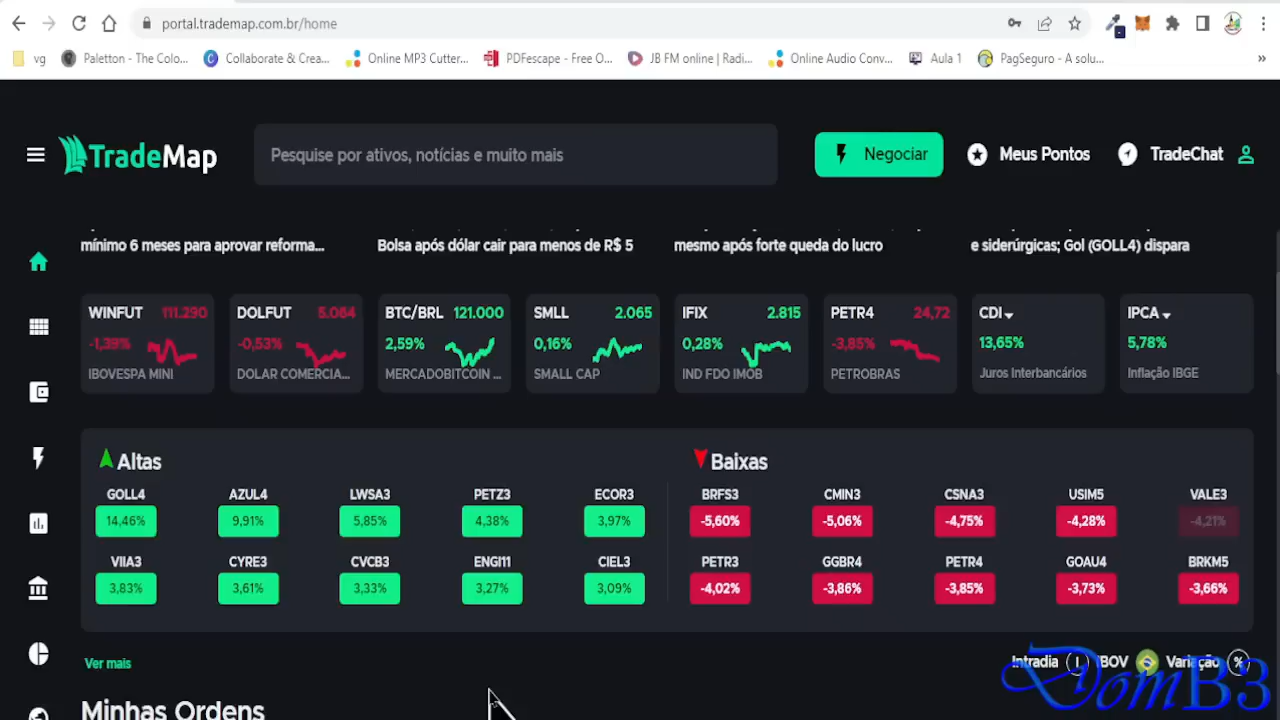 portal.trademap.com.br/home
vg
Paletton - The Colo...
Collaborate & Crea...
Online MP3 Cutter...
PDFescape - Free O...
JB FM online | Radi...
Online Audio Conv...
Aula 1
PagSeguro - A solu...
»
TradeMap
Pesquise por ativos, notícias e muito mais
Negociar
Meus Pontos
TradeChat
mínimo 6 meses para aprovar reforma...
Bolsa após dólar cair para menos de R$ 5
mesmo após forte queda do lucro
e siderúrgicas; Gol (GOLL4) dispara
WINFUT 111.290
-1,39%
IBOVESPA MINI
DOLFUT 5.064
-0,53%
DOLAR COMERCIA...
BTC/BRL 121.000
2,59%
MERCADOBITCOIN ...
SMLL 2.065
0,16%
SMALL CAP
IFIX 2.815
0,28%
IND FDO IMOB
PETR4 24,72
-3,85%
PETROBRAS
CDI
13,65%
Juros Interbancários
IPCA
5,78%
Inflação IBGE
Altas
GOLL4 AZUL4 LWSA3 PETZ3 ECOR3
14,46% 9,91% 5,85% 4,38% 3,97%
VIIA3 CYRE3 CVCB3 ENGI11 CIEL3
3,83% 3,61% 3,33% 3,27% 3,09%
Baixas
BRFS3 CMIN3 CSNA3 USIM5 VALE3
-5,60% -5,06% -4,75% -4,28% -4,21%
PETR3 GGBR4 PETR4 GOAU4 BRKM5
-4,02% -3,86% -3,85% -3,73% -3,66%
Ver mais
Intradia I IBOV Variação %
DomB3
Minhas Ordens